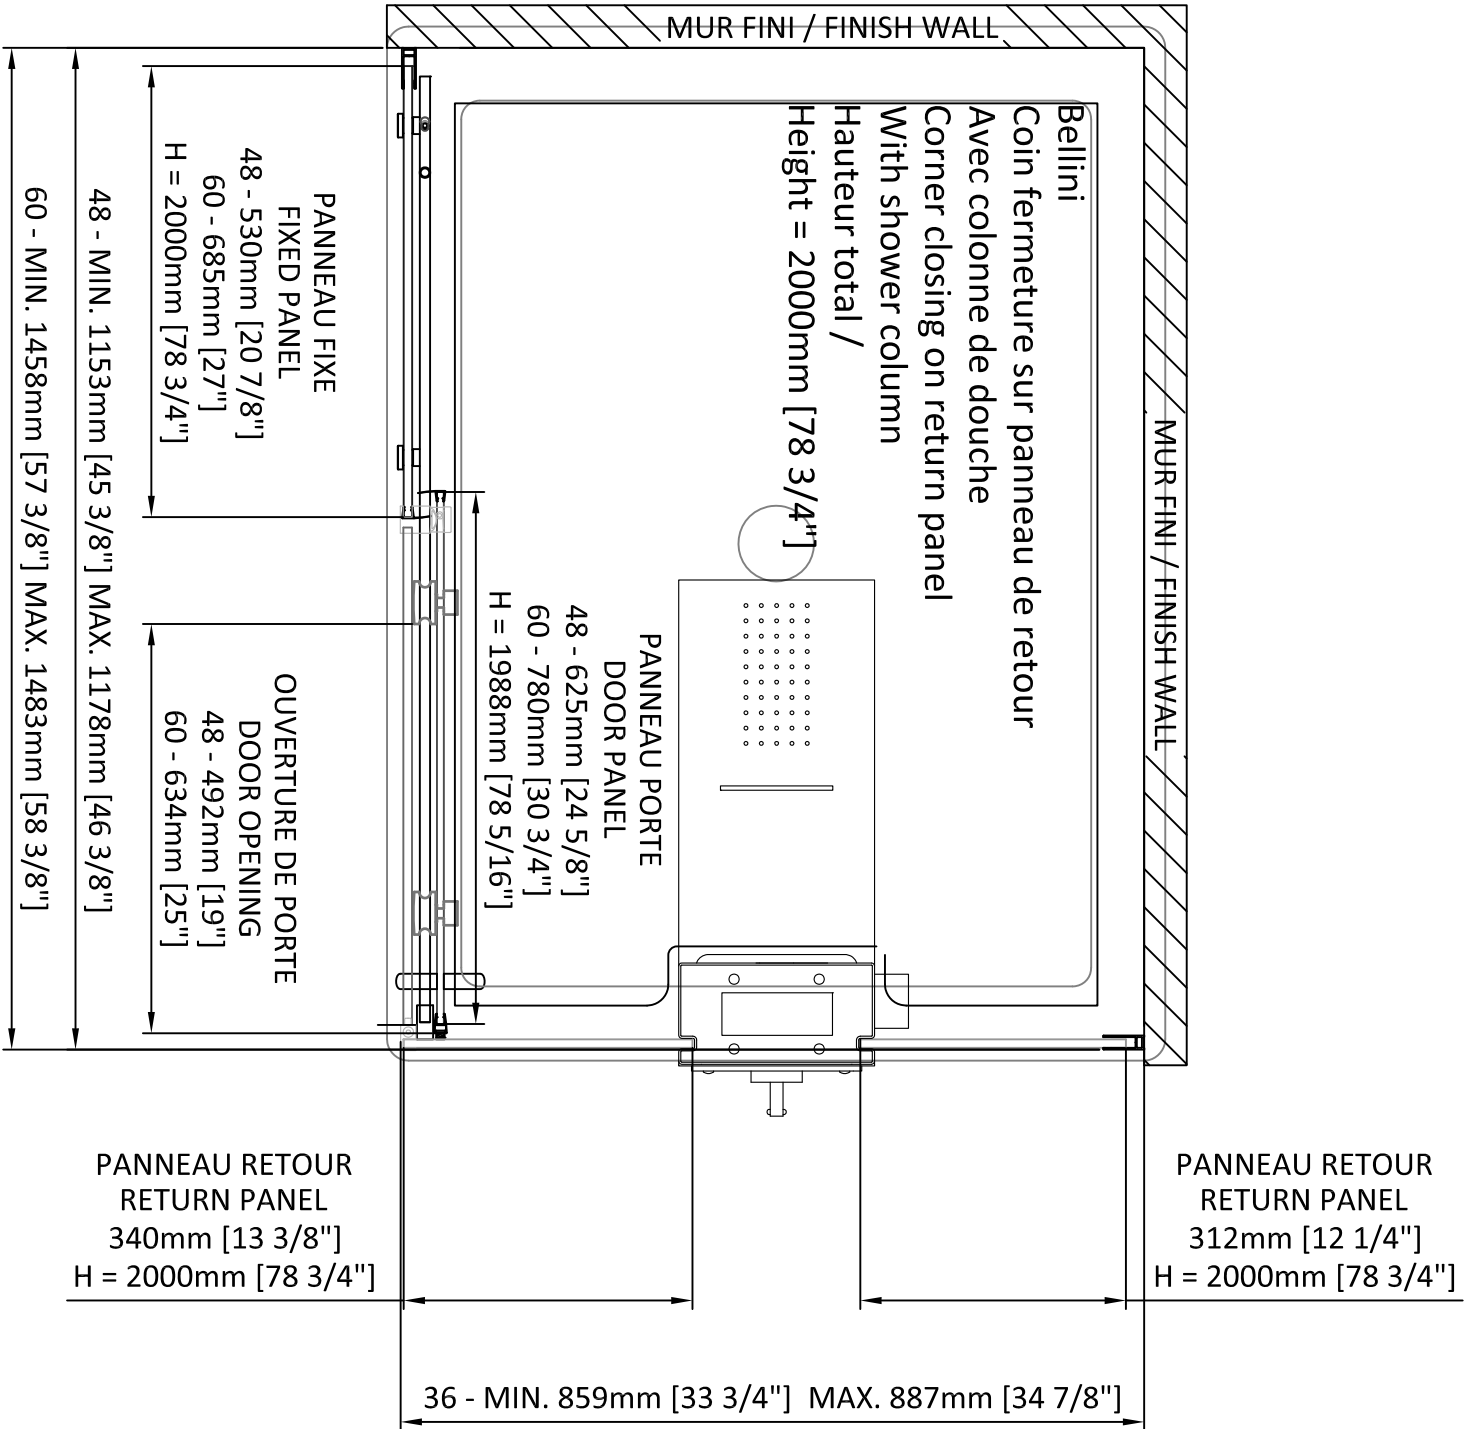 MUR FINI / FINISH WALL
MUR FINI / FINISH WALL
Bellini
Coin fermeture sur panneau de retour
Avec colonne de douche
Corner closing on return panel
With shower column
Hauteur total /
Height = 2000mm [78 3/4"]
PANNEAU FIXE
FIXED PANEL
48 - 530mm [20 7/8"]
60 - 685mm [27"]
H = 2000mm [78 3/4"]
48 - MIN. 1153mm [45 3/8"] MAX. 1178mm [46 3/8"]
60 - MIN. 1458mm [57 3/8"] MAX. 1483mm [58 3/8"]
PANNEAU PORTE
DOOR PANEL
48 - 625mm [24 5/8"]
60 - 780mm [30 3/4"]
H = 1988mm [78 5/16"]
OUVERTURE DE PORTE
DOOR OPENING
48 - 492mm [19"]
60 - 634mm [25"]
PANNEAU RETOUR
RETURN PANEL
340mm [13 3/8"]
H = 2000mm [78 3/4"]
PANNEAU RETOUR
RETURN PANEL
312mm [12 1/4"]
H = 2000mm [78 3/4"]
36 - MIN. 859mm [33 3/4"] MAX. 887mm [34 7/8"]